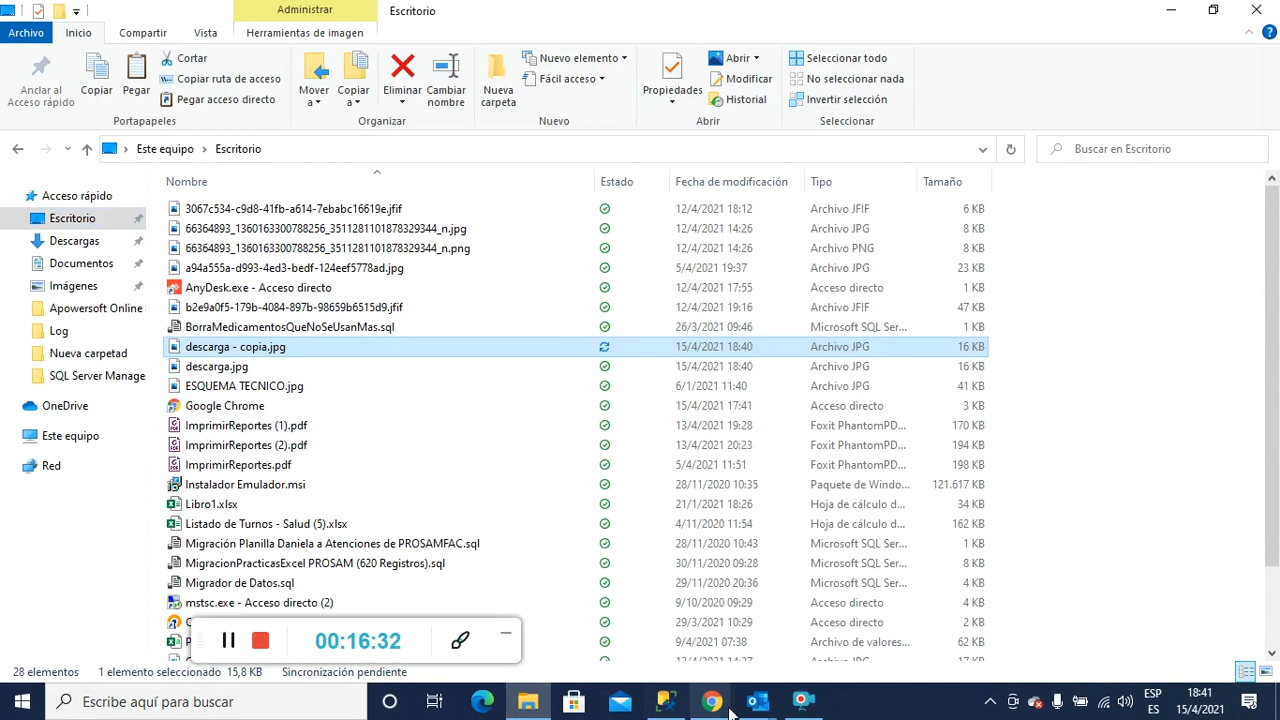 Administrar
Escritorio
Archivo
Inicio
Compartir
Vista
Herramientas de imagen
Anclar al
Acceso rápido
Copiar
Pegar
Cortar
Copiar ruta de acceso
Pegar acceso directo
Portapapeles
Mover
a
Copiar
a
Eliminar
Cambiar
nombre
Organizar
Nueva
carpeta
Nuevo elemento
Fácil acceso
Nuevo
Propiedades
Abrir
Modificar
Historial
Abrir
Seleccionar todo
No seleccionar nada
Invertir selección
Seleccionar
Este equipo
Escritorio
Buscar en Escritorio
Acceso rápido
Escritorio
Descargas
Documentos
Imágenes
Apowersoft Online
Log
Nueva carpetad
SQL Server Manage
OneDrive
Este equipo
Red
Nombre Estado Fecha de modificación Tipo Tamaño
3067c534-c9d8-41fb-a614-7ebabc16619e.jfif 12/4/2021 18:12 Archivo JFIF 6 KB
66364893_1360163300788256_3511281101878329344_n.jpg 12/4/2021 14:26 Archivo JPG 8 KB
66364893_1360163300788256_3511281101878329344_n.png 12/4/2021 14:26 Archivo PNG 8 KB
a94a555a-d993-4ed3-bedf-124eef5778ad.jpg 5/4/2021 19:37 Archivo JPG 23 KB
AnyDesk.exe - Acceso directo 12/4/2021 17:55 Acceso directo 1 KB
b2e9a0f5-179b-4084-897b-98659b6515d9.jfif 12/4/2021 19:16 Archivo JFIF 47 KB
BorraMedicamentosQueNoSeUsanMas.sql 26/3/2021 09:46 Microsoft SQL Ser... 1 KB
descarga - copia.jpg 15/4/2021 18:40 Archivo JPG 16 KB
descarga.jpg 15/4/2021 18:40 Archivo JPG 16 KB
ESQUEMA TECNICO.jpg 6/1/2021 11:40 Archivo JPG 41 KB
Google Chrome 15/4/2021 17:41 Acceso directo 3 KB
ImprimirReportes (1).pdf 13/4/2021 19:28 Foxit PhantomPD... 170 KB
ImprimirReportes (2).pdf 13/4/2021 20:23 Foxit PhantomPD... 194 KB
ImprimirReportes.pdf 5/4/2021 11:51 Foxit PhantomPD... 198 KB
Instalador Emulador.msi 28/11/2020 10:35 Paquete de Windo... 121.617 KB
Libro1.xlsx 21/1/2021 18:26 Hoja de cálculo d... 34 KB
Listado de Turnos - Salud (5).xlsx 4/11/2020 11:54 Hoja de cálculo d... 162 KB
Migración Planilla Daniela a Atenciones de PROSAMFAC.sql 28/11/2020 10:43 Microsoft SQL Ser... 1 KB
MigracionPracticasExcel PROSAM (620 Registros).sql 30/11/2020 09:28 Microsoft SQL Ser... 8 KB
Migrador de Datos.sql 29/11/2020 20:36 Microsoft SQL Ser... 4 KB
mstsc.exe - Acceso directo (2) 9/10/2020 09:29 Acceso directo 2 KB
29/3/2021 10:29 Acceso directo 2 KB
9/4/2021 07:38 Archivo de valores... 62 KB
00:16:32
28 elementos 1 elemento seleccionado 15,8 KB Sincronización pendiente
Escribe aquí para buscar
ESP
ES
18:41
15/4/2021